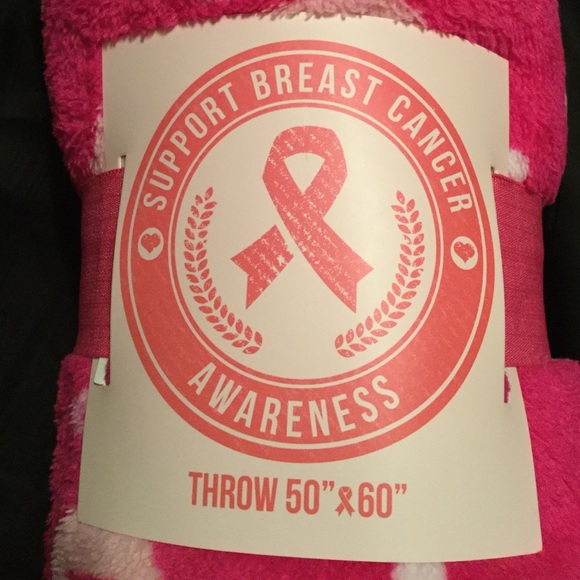 SUPPORT BREAST CANCER
AWARENESS
THROW 50" 60"